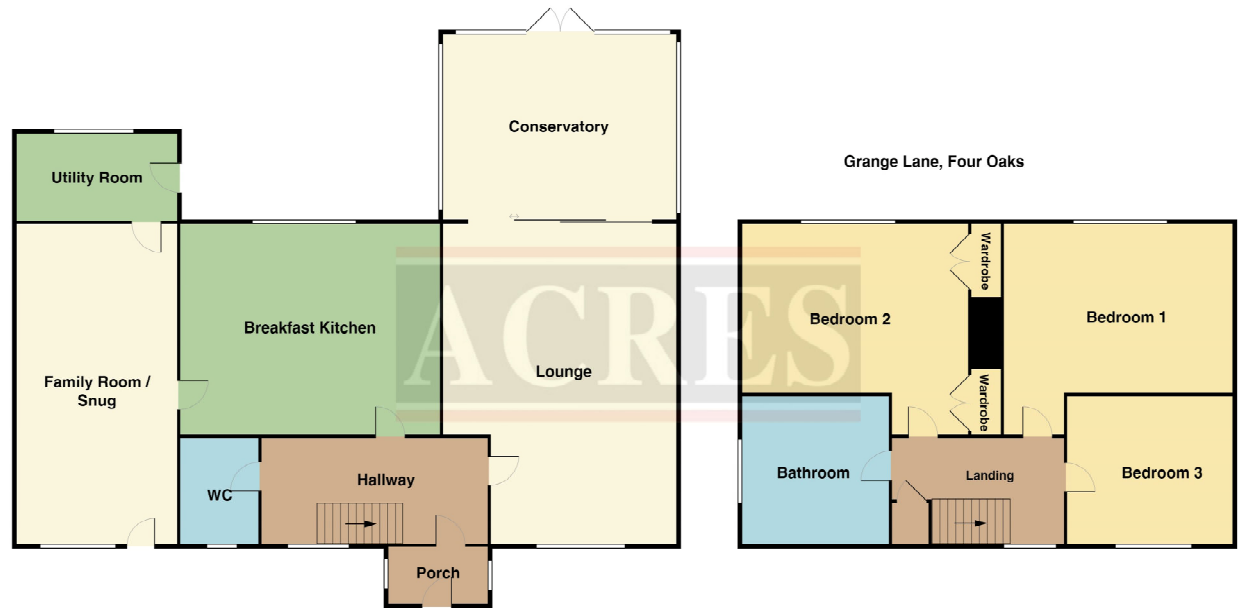 Conservatory
Grange Lane, Four Oaks
Utility Room
Wardrobe
Bedroom 2
Bedroom 1
Breakfast Kitchen
ACRES
Lounge
Family Room /
Snug
Wardrobe
Bathroom
Bedroom 3
Landing
Hallway
WC
Porch